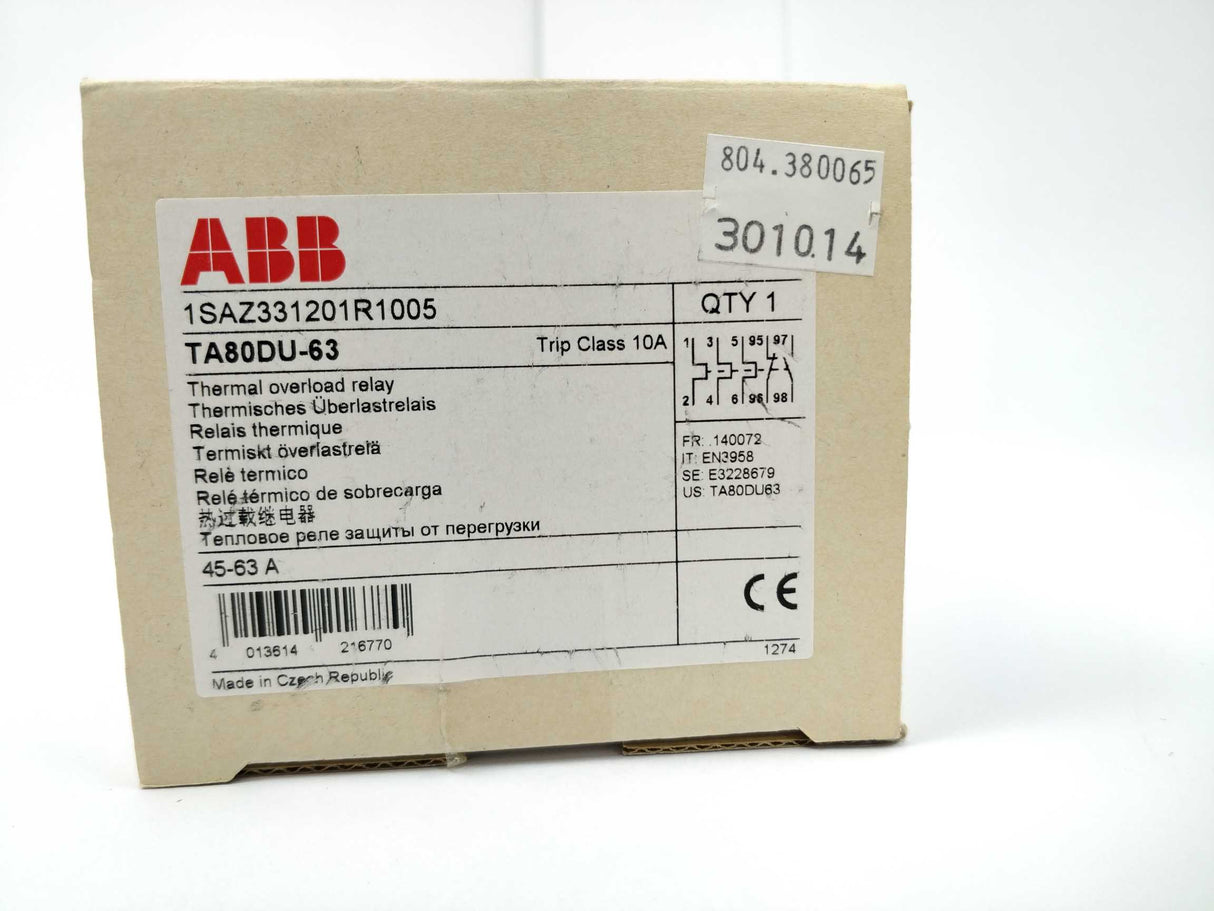 804.380065
301014
ABB
1SAZ331201R1005
QTY 1
TA80DU-63
Trip Class 10A
1 3 5 95 97
2 4 6 96 98
Thermal overload relay
Thermisches Überlastrelais
Relais thermique
Termiskt överlastrelä
Relè termico
Relé térmico de sobrecarga
热过载继电器
Тепловое реле защиты от перегрузки
FR: .140072
IT: EN3958
SE: E3228679
US: TA80DU63
45-63 A
CE
4 013614 216770
1274
Made in Czech Republic